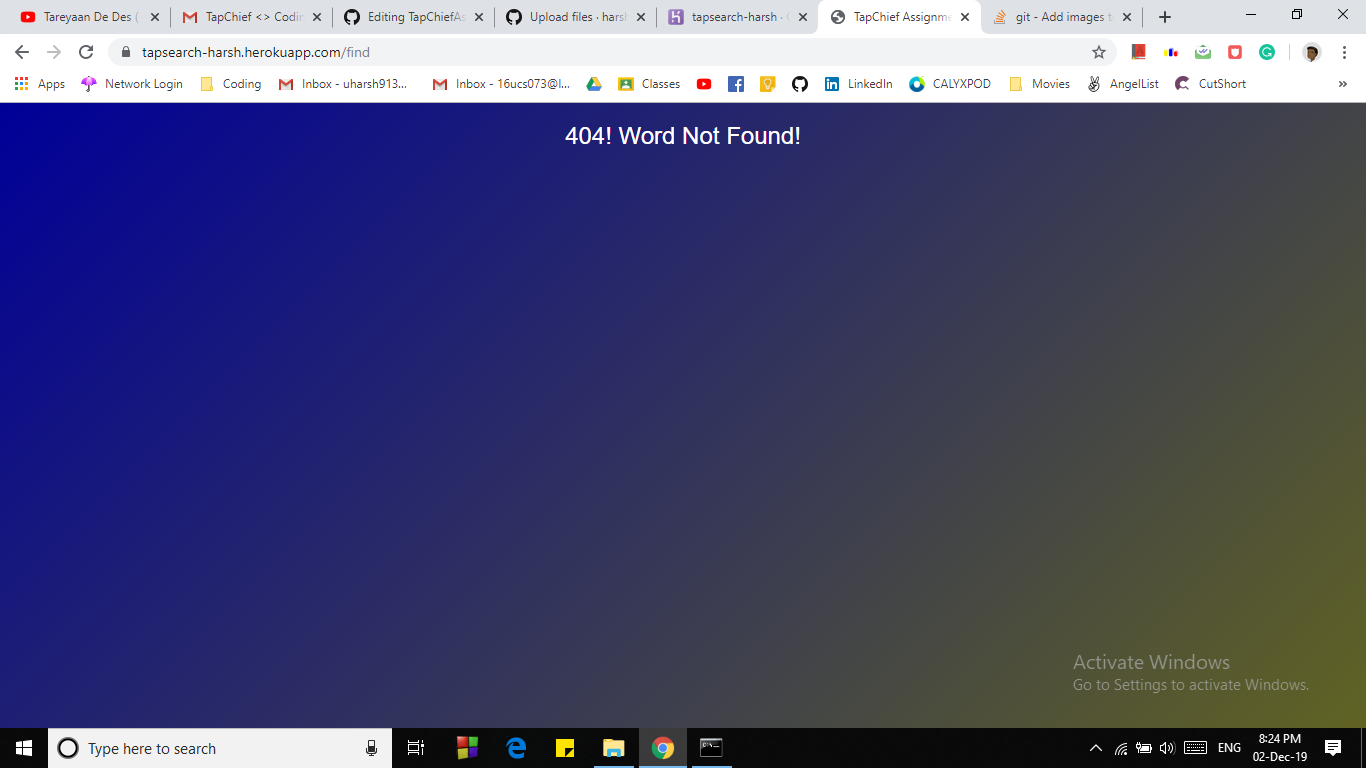 Tareyaan De Des (
TapChief <> Codin
Editing TapChiefAs
Upload files · harsh
tapsearch-harsh ·
TapChief Assignme
git - Add images t
tapsearch-harsh.herokuapp.com/find
Apps
Network Login
Coding
Inbox - uharsh913...
Inbox - 16ucs073@l...
Classes
LinkedIn
CALYXPOD
Movies
AngelList
CutShort
»
404! Word Not Found!
Activate Windows
Go to Settings to activate Windows.
Type here to search
ENG
8:24 PM
02-Dec-19